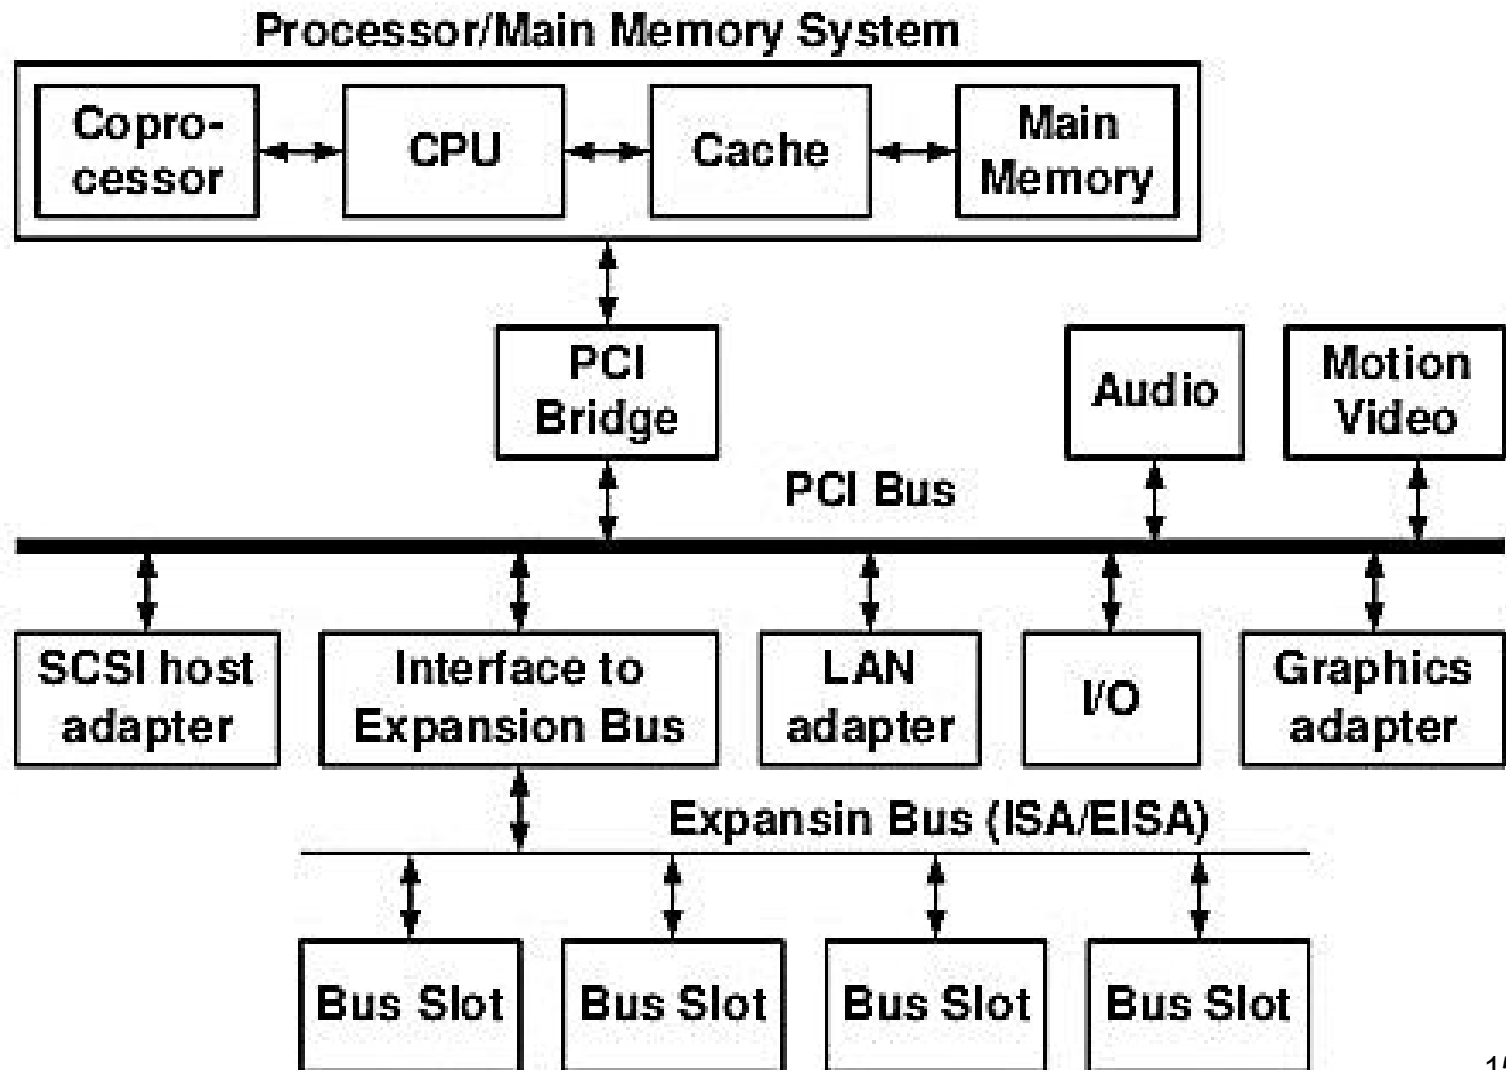 Processor/Main Memory System
Copro-
cessor
CPU
Cache
Main
Memory
PCI
Bridge
Audio
Motion
Video
PCI Bus
SCSI host
adapter
Interface to
Expansion Bus
LAN
adapter
I/O
Graphics
adapter
Expansin Bus (ISA/EISA)
Bus Slot
Bus Slot
Bus Slot
Bus Slot